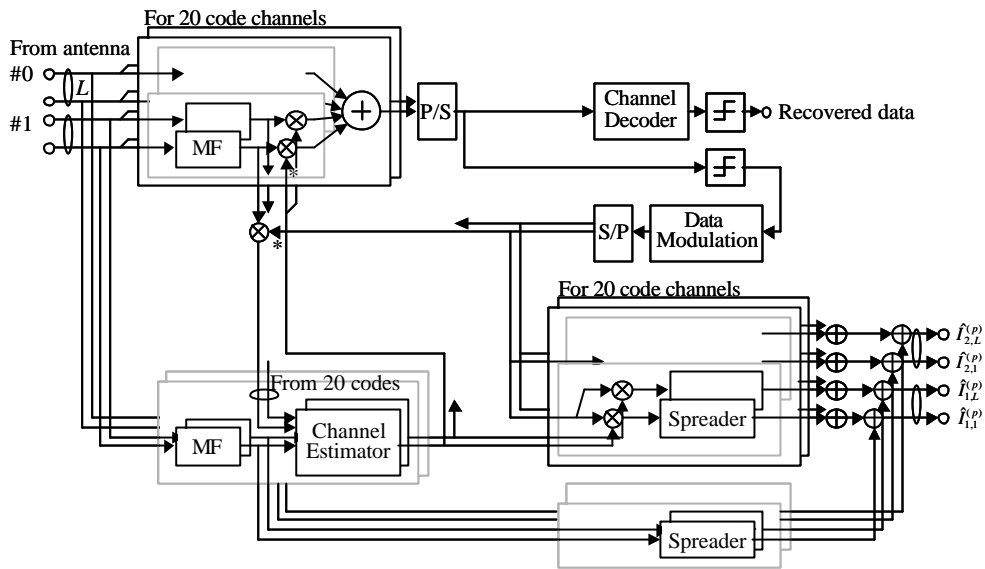 For 20 code channels
From antenna
#0
L
#1
MF
*
P/S
Channel
Decoder
Recovered data
*
S/P
Data
Modulation
For 20 code channels
Î_{2,L}^{(p)}
Î_{2,1}^{(p)}
Î_{1,L}^{(p)}
Î_{1,1}^{(p)}
From 20 codes
MF
Channel
Estimator
Spreader
Spreader